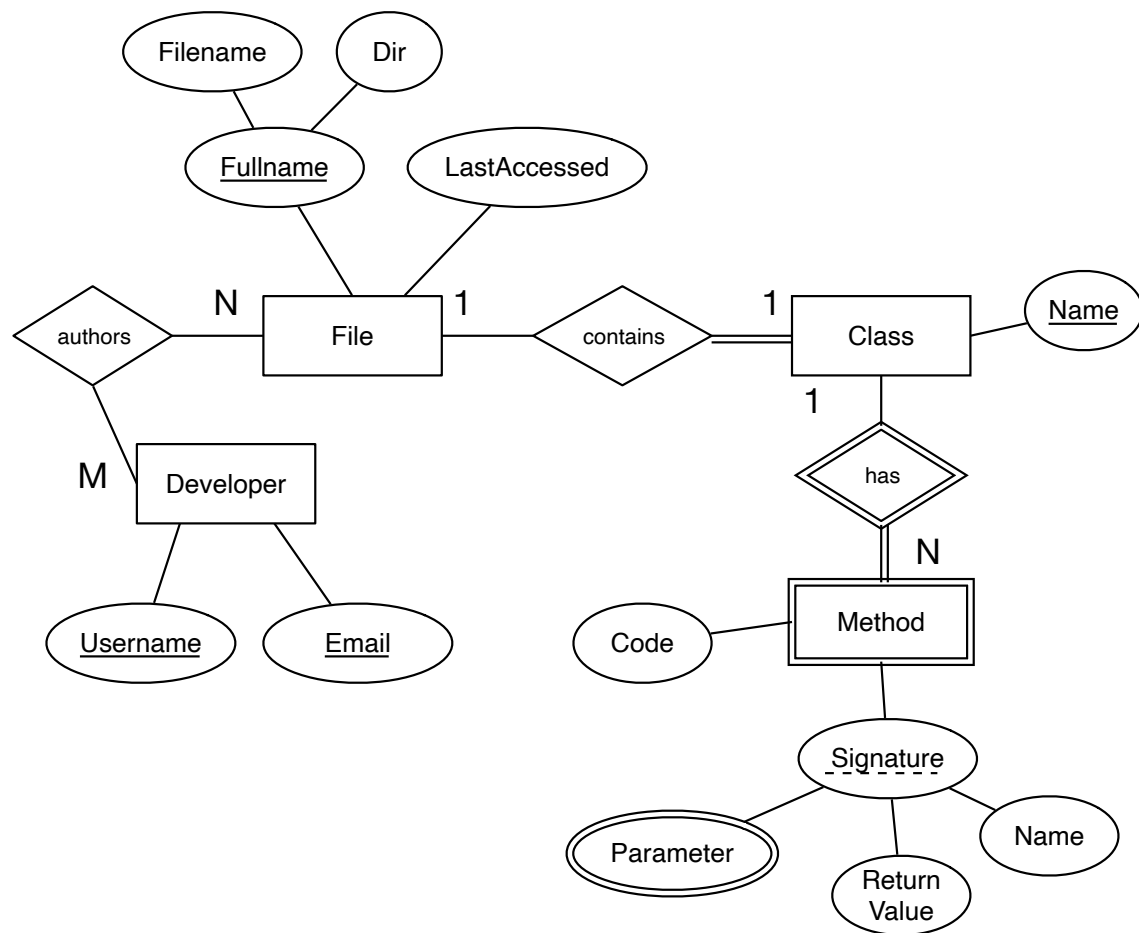 Filename
Dir
Fullname
LastAccessed
authors
N
File
1
contains
1
Class
Name
1
M
Developer
has
N
Username
Email
Code
Method
Signature
Parameter
Return
Value
Name